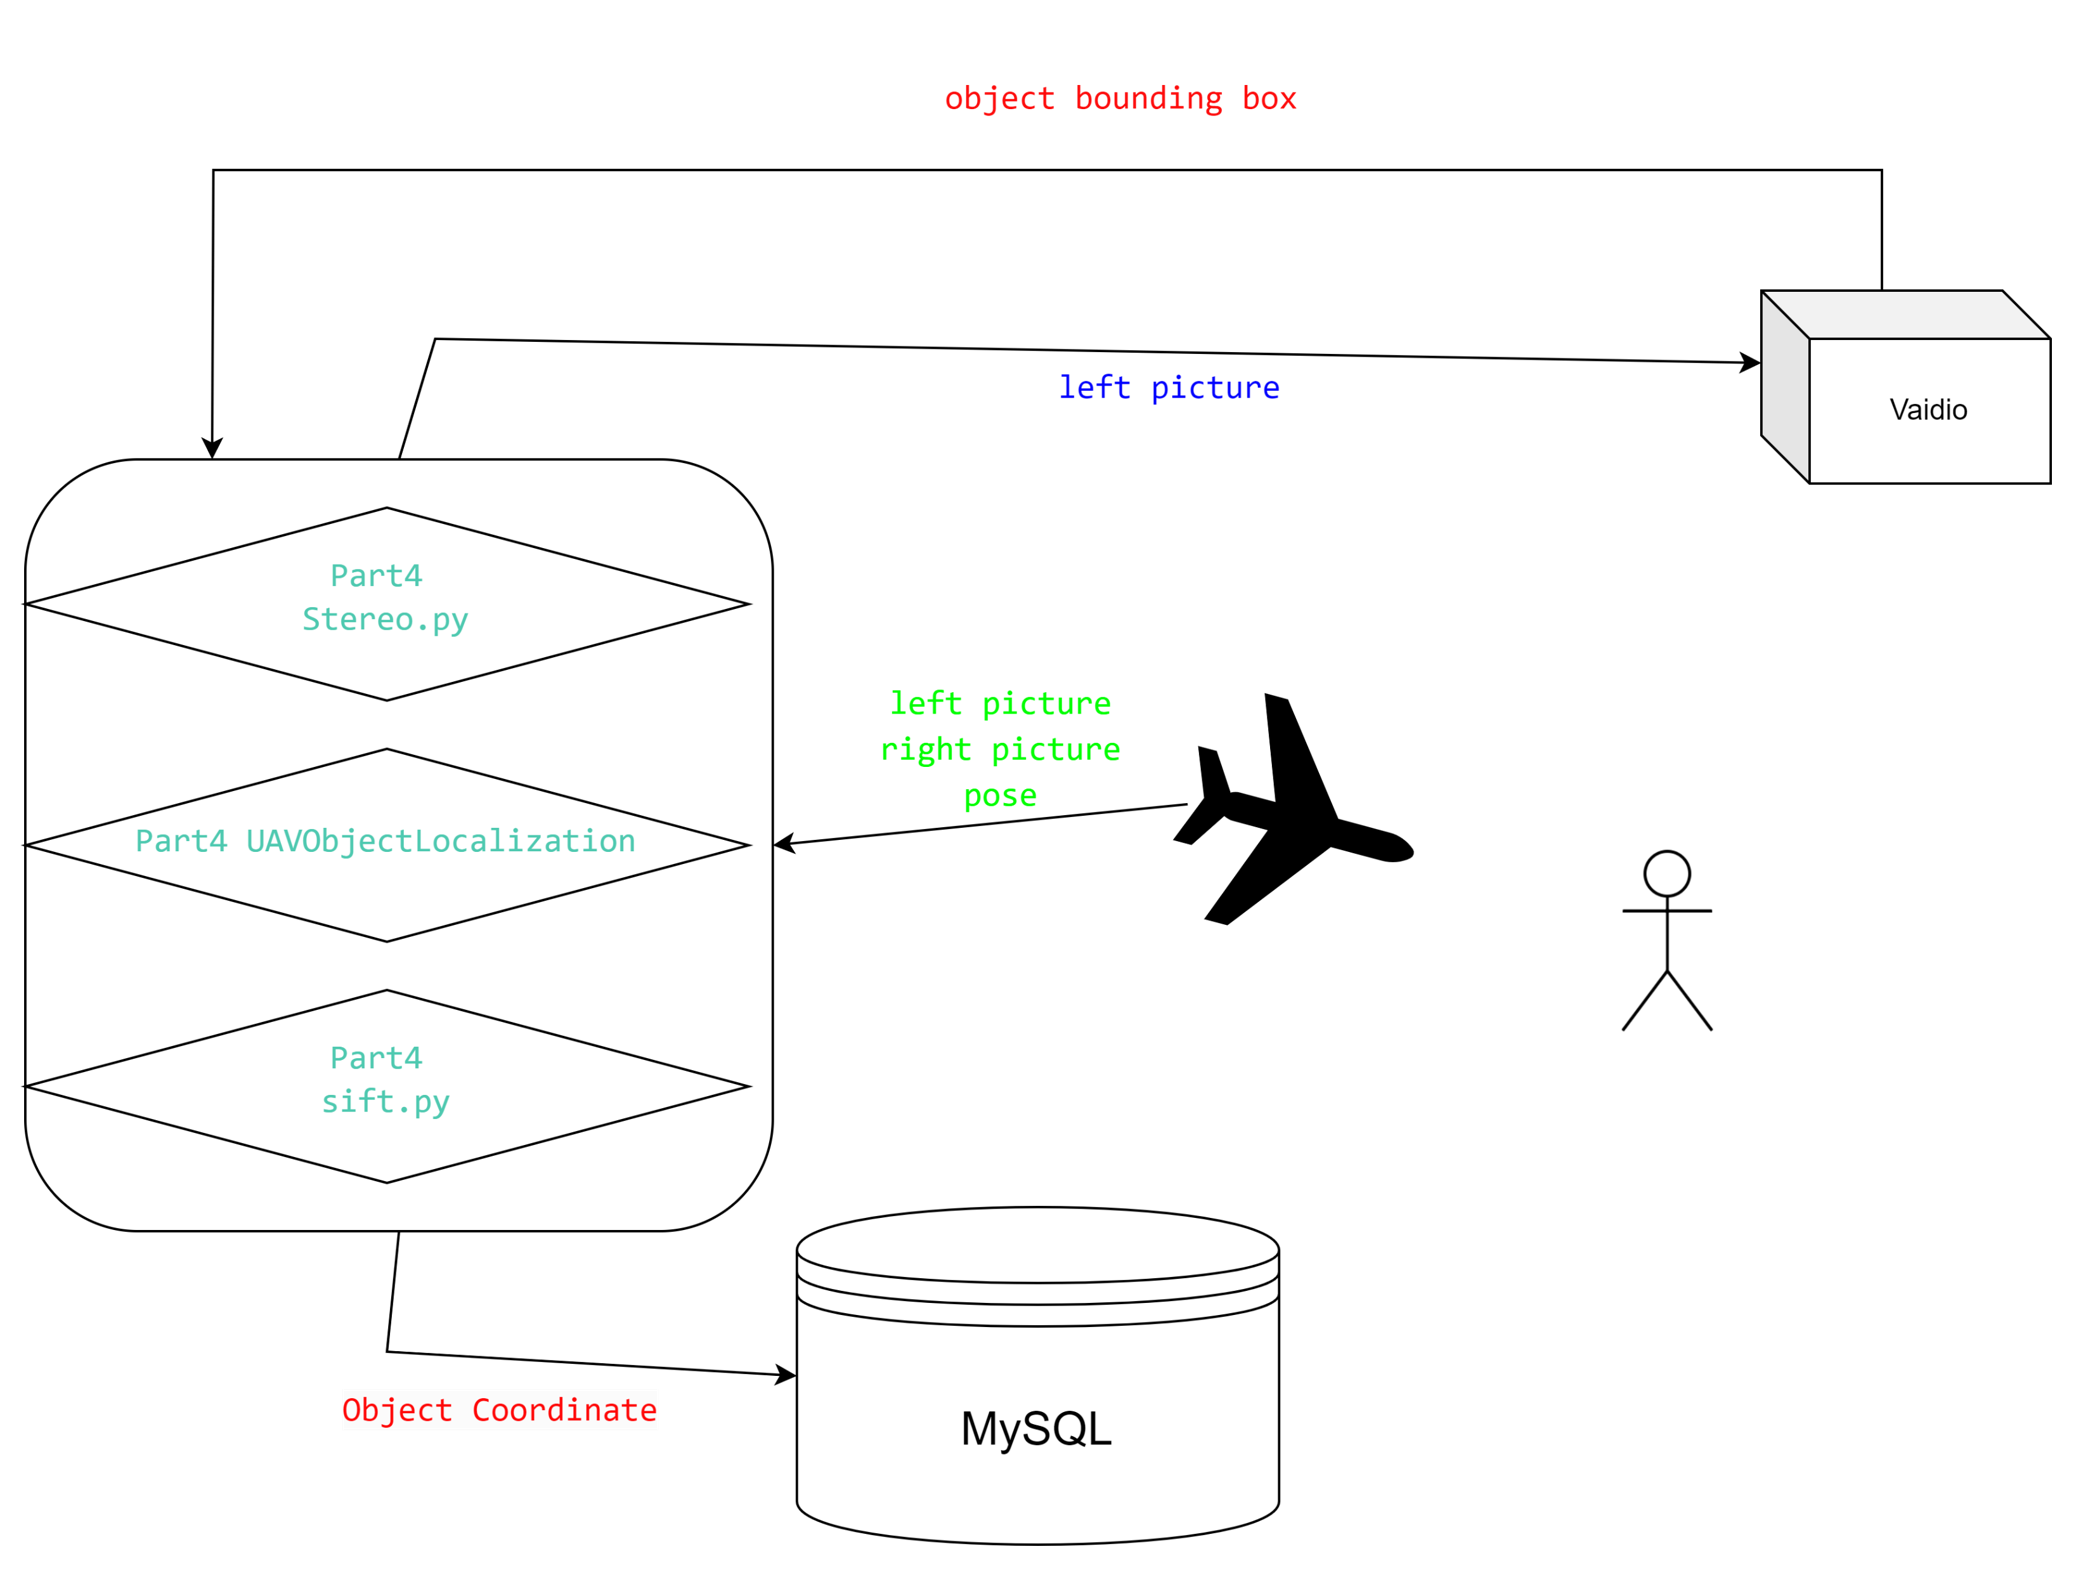 object bounding box
left picture
Vaidio
Part4
Stereo.py
left picture
right picture
pose
Part4 UAVObjectLocalization
Part4
sift.py
Object Coordinate
MySQL